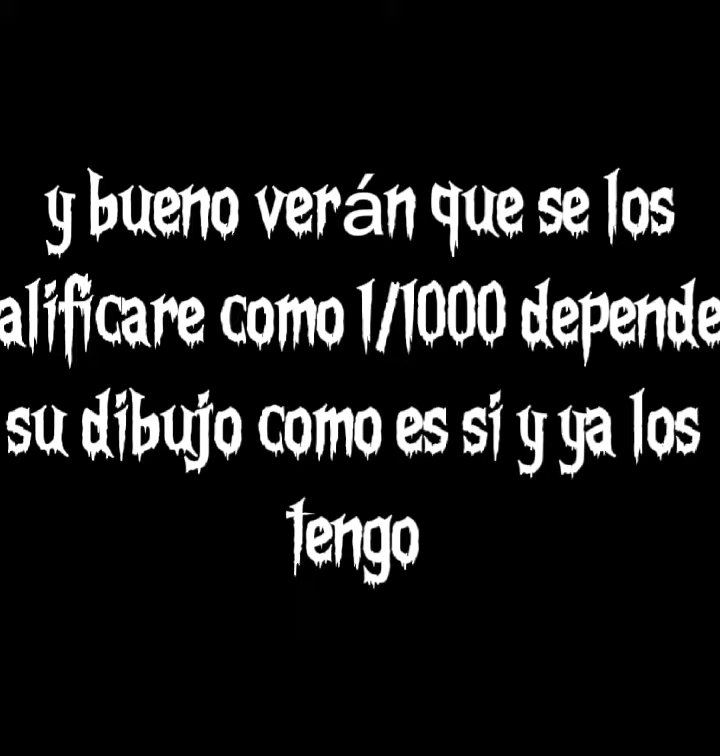 y bueno verán que se los
alificare como 1/1000 depende
su dibujo como es si y ya los
tengo